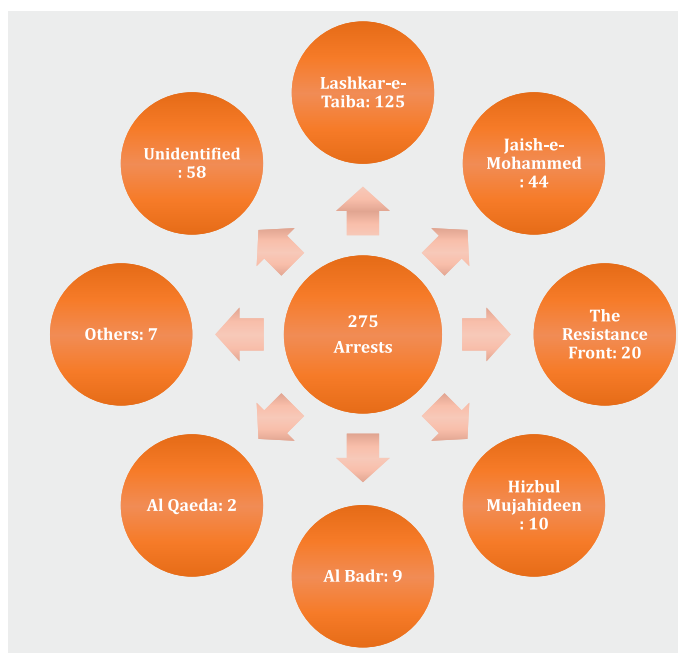 Lashkar-e-
Taiba: 125
Jaish-e-
Mohammed
: 44
The
Resistance
Front: 20
Hizbul
Mujahideen
: 10
Al Badr: 9
Al Qaeda: 2
Others: 7
Unidentified
: 58
275
Arrests